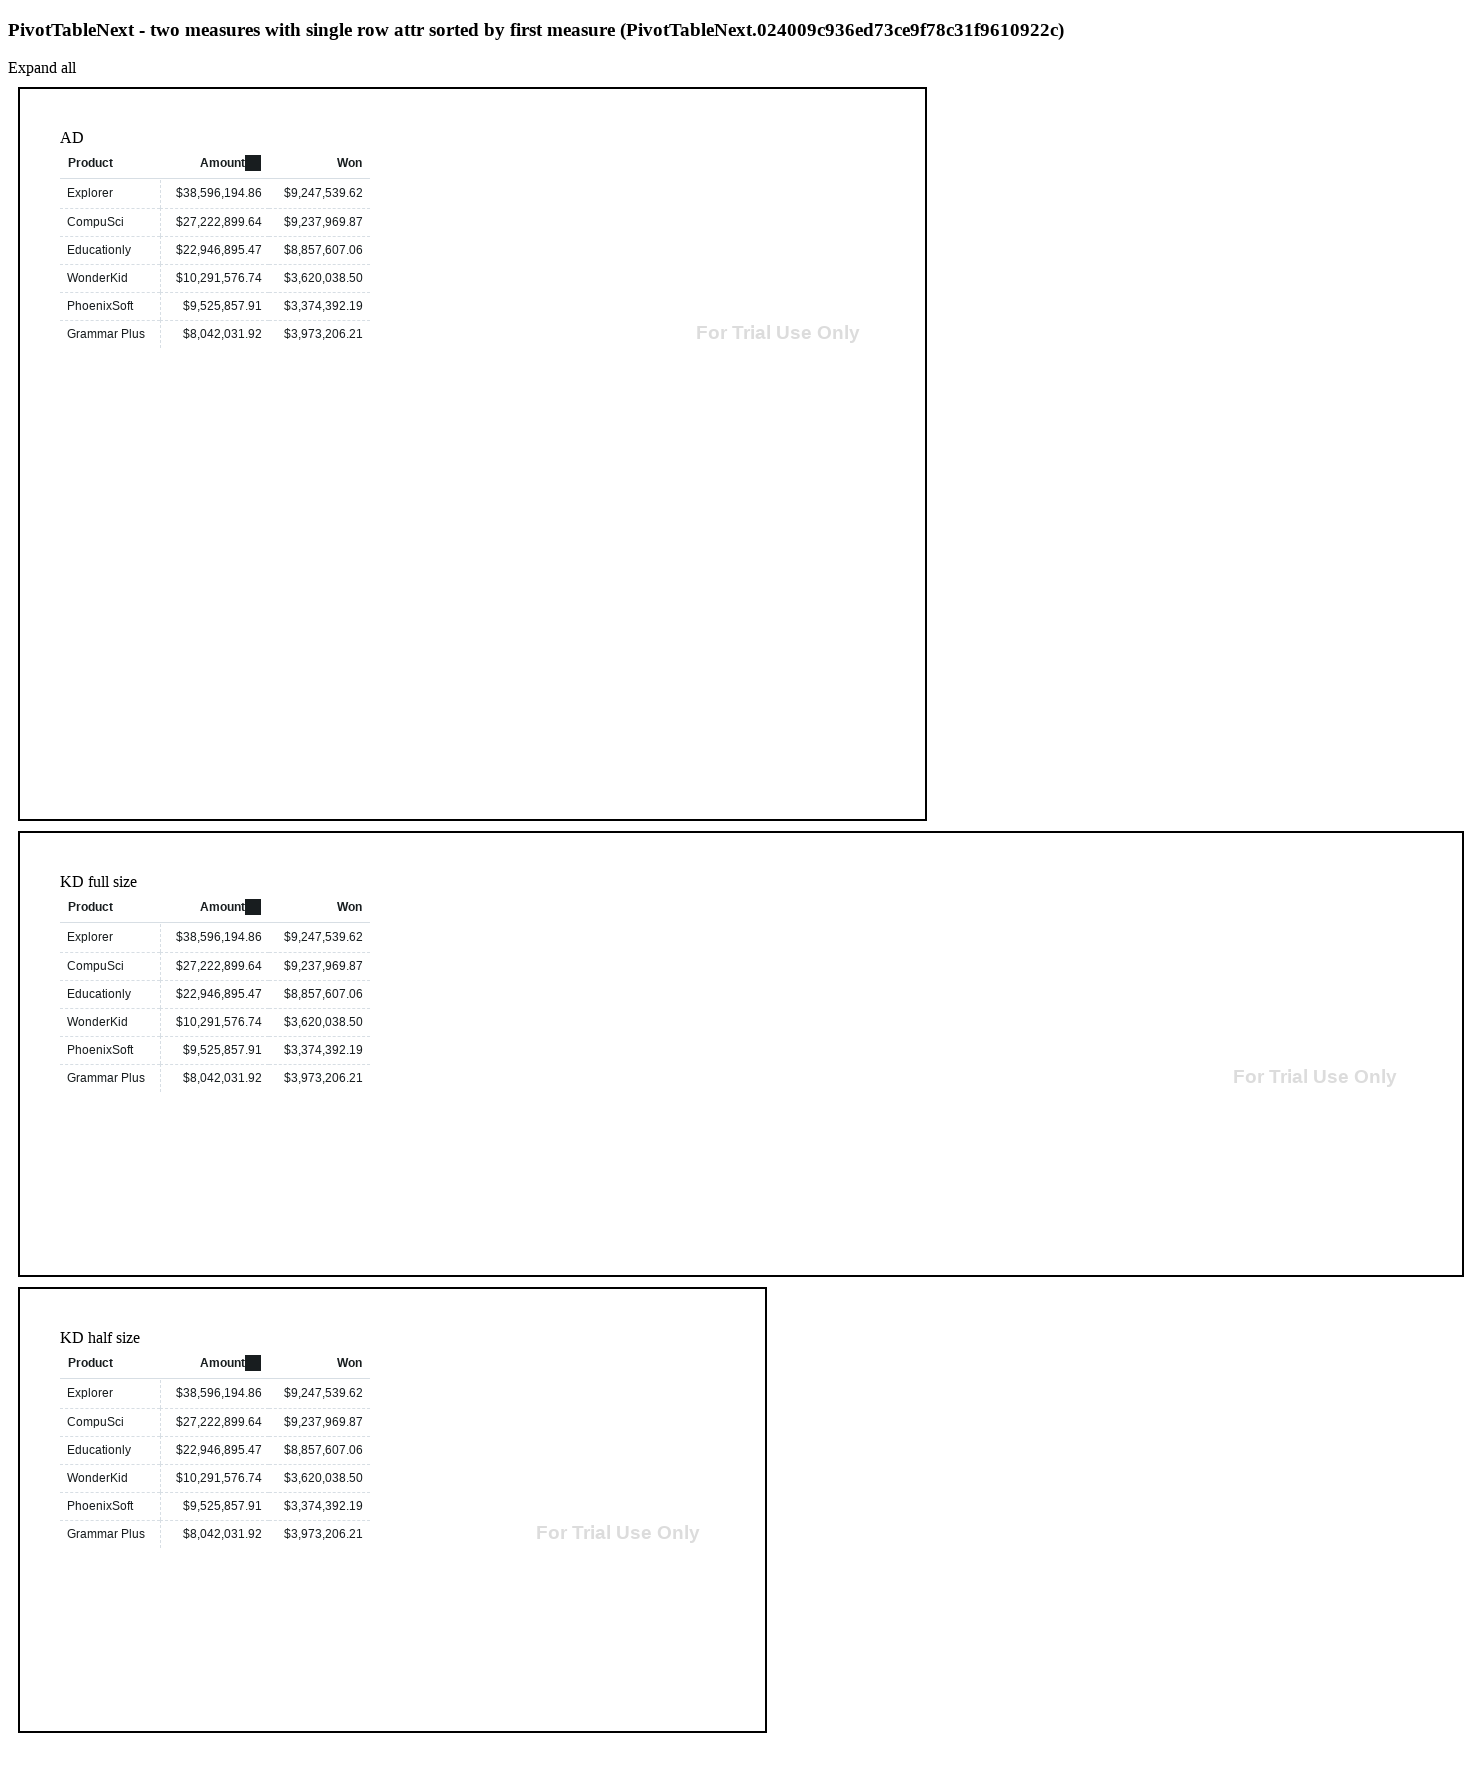 PivotTableNext - two measures with single row attr sorted by first measure (PivotTableNext.024009c936ed73ce9f78c31f9610922c)
Expand all
AD
Product Amount Won
Explorer $38,596,194.86 $9,247,539.62
CompuSci $27,222,899.64 $9,237,969.87
Educationly $22,946,895.47 $8,857,607.06
WonderKid $10,291,576.74 $3,620,038.50
PhoenixSoft $9,525,857.91 $3,374,392.19
Grammar Plus $8,042,031.92 $3,973,206.21
For Trial Use Only
KD full size
Product Amount Won
Explorer $38,596,194.86 $9,247,539.62
CompuSci $27,222,899.64 $9,237,969.87
Educationly $22,946,895.47 $8,857,607.06
WonderKid $10,291,576.74 $3,620,038.50
PhoenixSoft $9,525,857.91 $3,374,392.19
Grammar Plus $8,042,031.92 $3,973,206.21
For Trial Use Only
KD half size
Product Amount Won
Explorer $38,596,194.86 $9,247,539.62
CompuSci $27,222,899.64 $9,237,969.87
Educationly $22,946,895.47 $8,857,607.06
WonderKid $10,291,576.74 $3,620,038.50
PhoenixSoft $9,525,857.91 $3,374,392.19
Grammar Plus $8,042,031.92 $3,973,206.21
For Trial Use Only